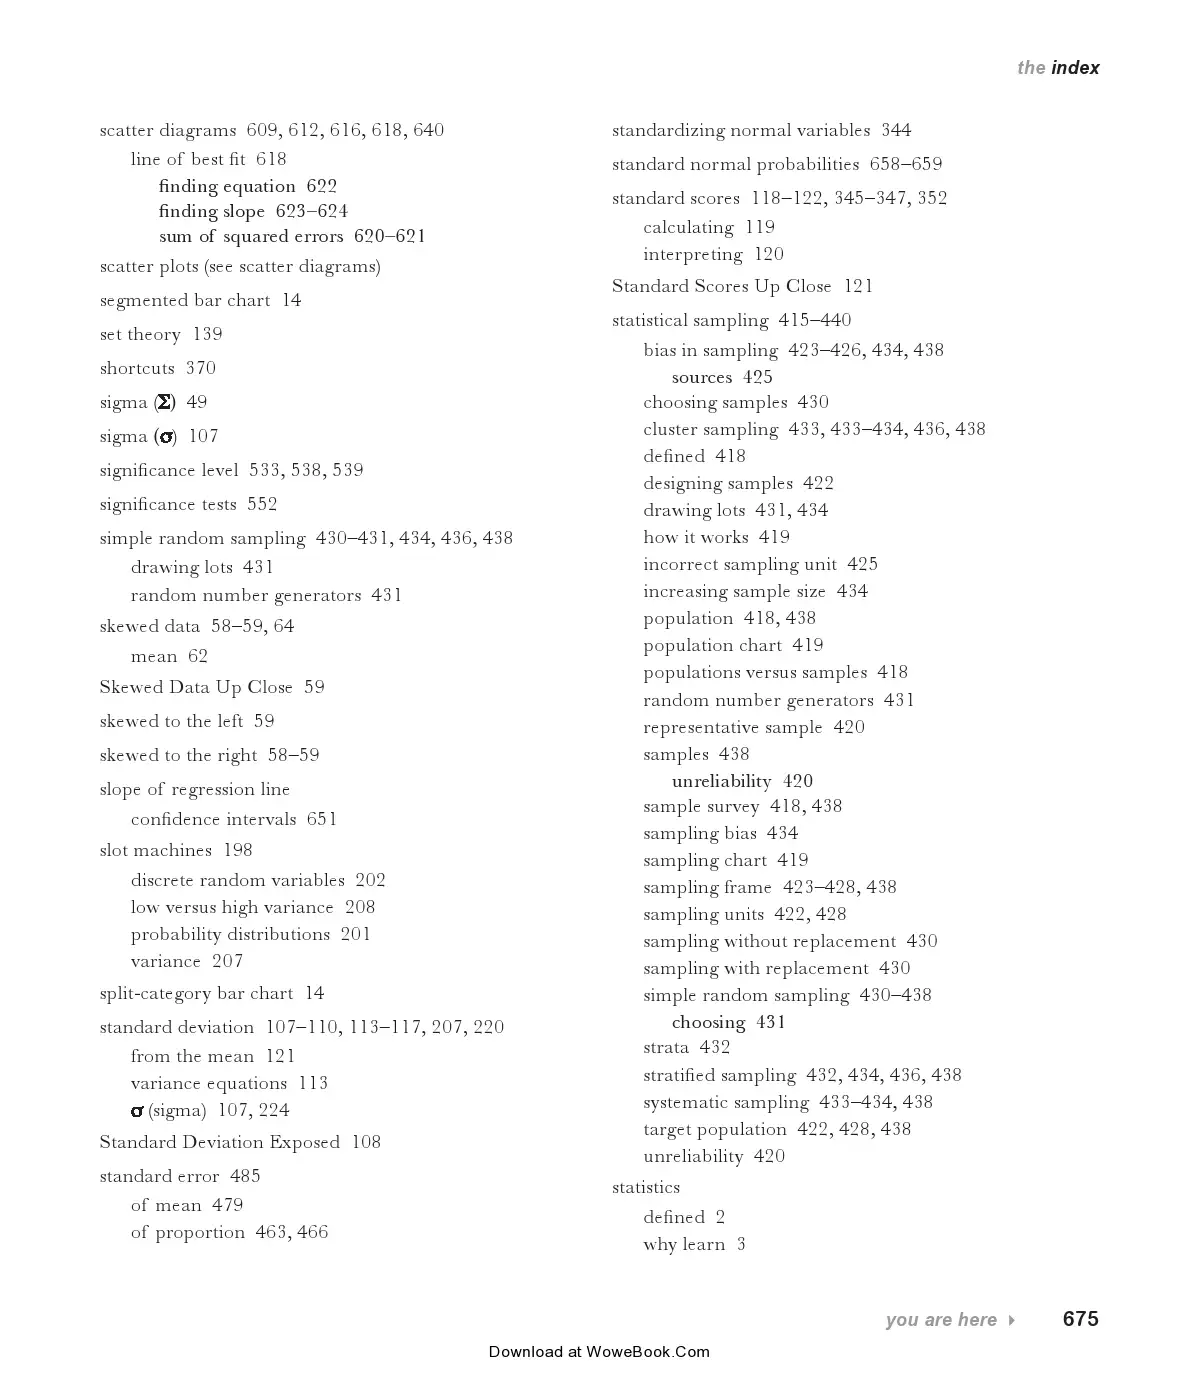 the index
scatter diagrams 609, 612, 616, 618, 640
line of best fit 618
finding equation 622
finding slope 623–624
sum of squared errors 620–621
scatter plots (see scatter diagrams)
segmented bar chart 14
set theory 139
shortcuts 370
sigma (Σ) 49
sigma (σ) 107
significance level 533, 538, 539
significance tests 552
simple random sampling 430–431, 434, 436, 438
drawing lots 431
random number generators 431
skewed data 58–59, 64
mean 62
Skewed Data Up Close 59
skewed to the left 59
skewed to the right 58–59
slope of regression line
confidence intervals 651
slot machines 198
discrete random variables 202
low versus high variance 208
probability distributions 201
variance 207
split-category bar chart 14
standard deviation 107–110, 113–117, 207, 220
from the mean 121
variance equations 113
σ (sigma) 107, 224
Standard Deviation Exposed 108
standard error 485
of mean 479
of proportion 463, 466
standardizing normal variables 344
standard normal probabilities 658–659
standard scores 118–122, 345–347, 352
calculating 119
interpreting 120
Standard Scores Up Close 121
statistical sampling 415–440
bias in sampling 423–426, 434, 438
sources 425
choosing samples 430
cluster sampling 433, 433–434, 436, 438
defined 418
designing samples 422
drawing lots 431, 434
how it works 419
incorrect sampling unit 425
increasing sample size 434
population 418, 438
population chart 419
populations versus samples 418
random number generators 431
representative sample 420
samples 438
unreliability 420
sample survey 418, 438
sampling bias 434
sampling chart 419
sampling frame 423–428, 438
sampling units 422, 428
sampling without replacement 430
sampling with replacement 430
simple random sampling 430–438
choosing 431
strata 432
stratified sampling 432, 434, 436, 438
systematic sampling 433–434, 438
target population 422, 428, 438
unreliability 420
statistics
defined 2
why learn 3
you are here 675
Download at WoweBook.Com